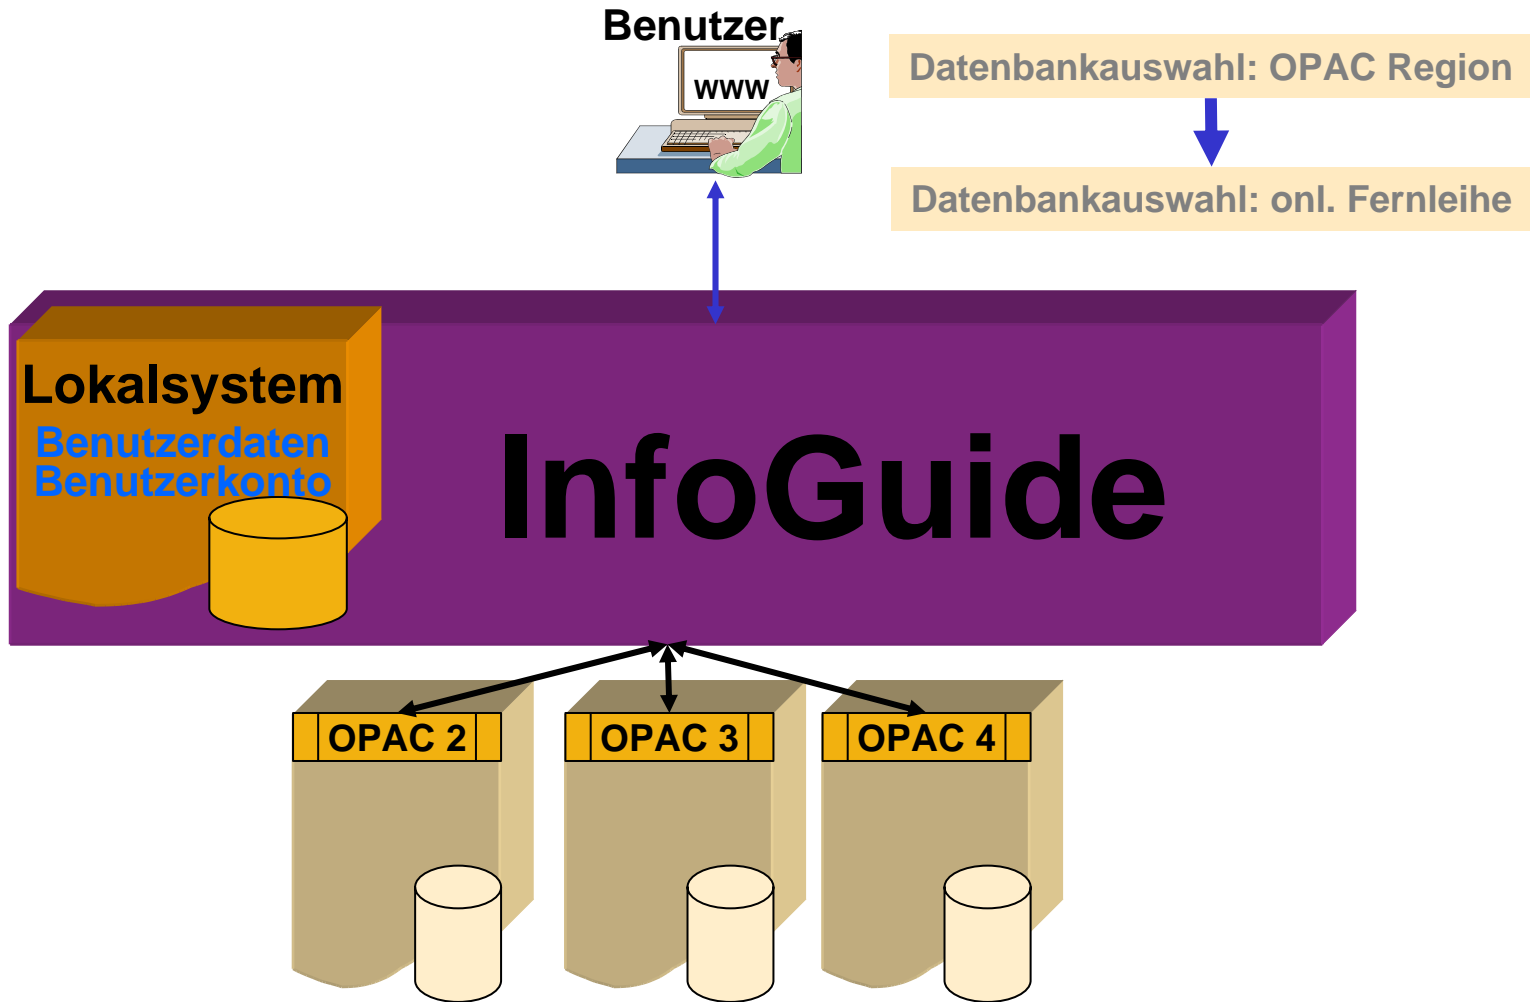 Benutzer
www
Datenbankauswahl: OPAC Region
Datenbankauswahl: onl. Fernleihe
Lokalsystem
Benutzerdaten
Benutzerkonto
InfoGuide
OPAC 2
OPAC 3
OPAC 4